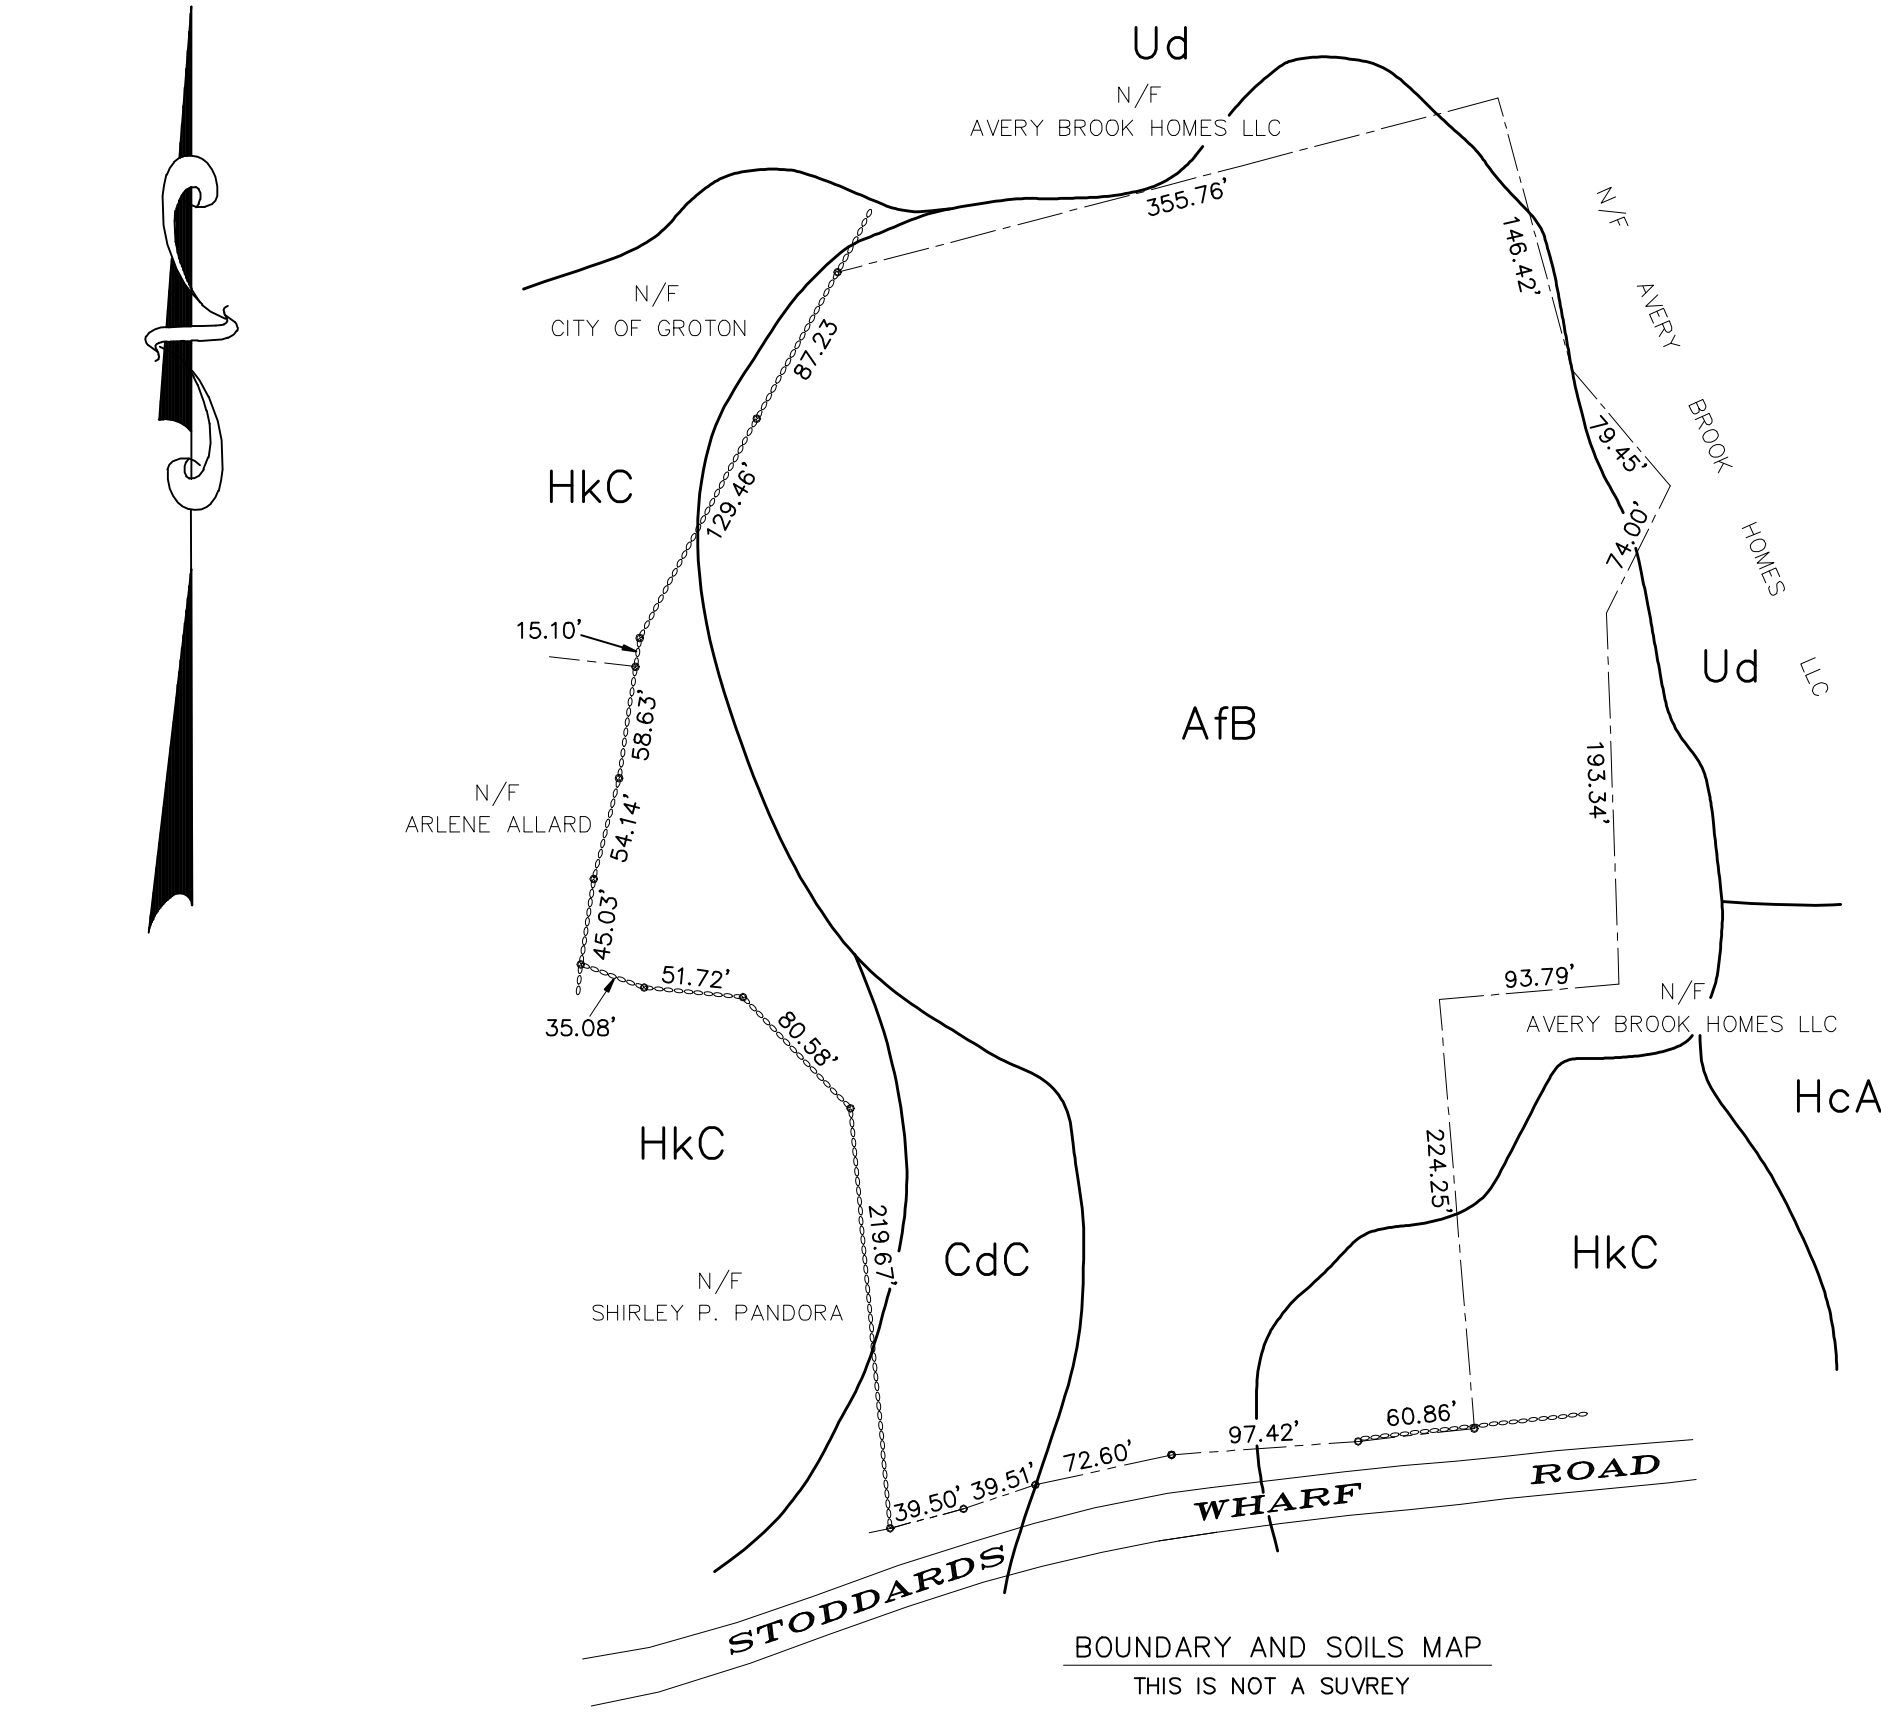 Ud
N/F
AVERY BROOK HOMES LLC
355.76’
N/F AVERY BROOK HOMES LLC
146.42’
N/F
CITY OF GROTON
87.23
79.45’
HkC
129.46’
74.00’
15.10’
58.63’
Ud
AfB
193.34’
N/F
ARLENE ALLARD
54.14’
45.03’
51.72’
35.08’
80.58’
93.79’
N/F
AVERY BROOK HOMES LLC
HcA
HkC
224.25’
219.67’
CdC
HkC
N/F
SHIRLEY P. PANDORA
39.50’
39.51’
72.60’
97.42’
60.86’
STODDARDS WHARF ROAD
BOUNDARY AND SOILS MAP
THIS IS NOT A SUVREY